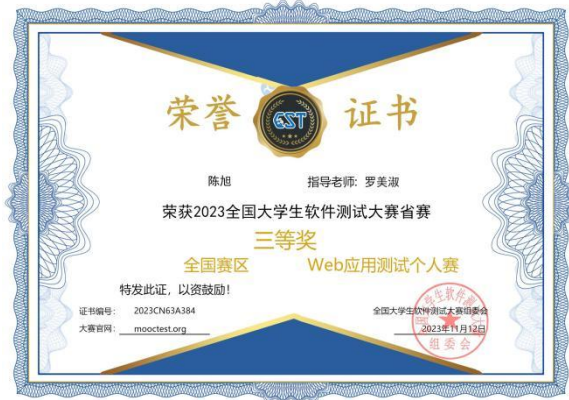 荣誉
EST
证书
陈旭 指导老师: 罗美淑
荣获2023全国大学生软件测试大赛省赛
三等奖
全国赛区 Web应用测试个人赛
特发此证，以资鼓励！
证书编号： 2023CN63A384
大赛官网： mooctest.org
全国大学生软件测试大赛组委会
2023年11月12日
组委会